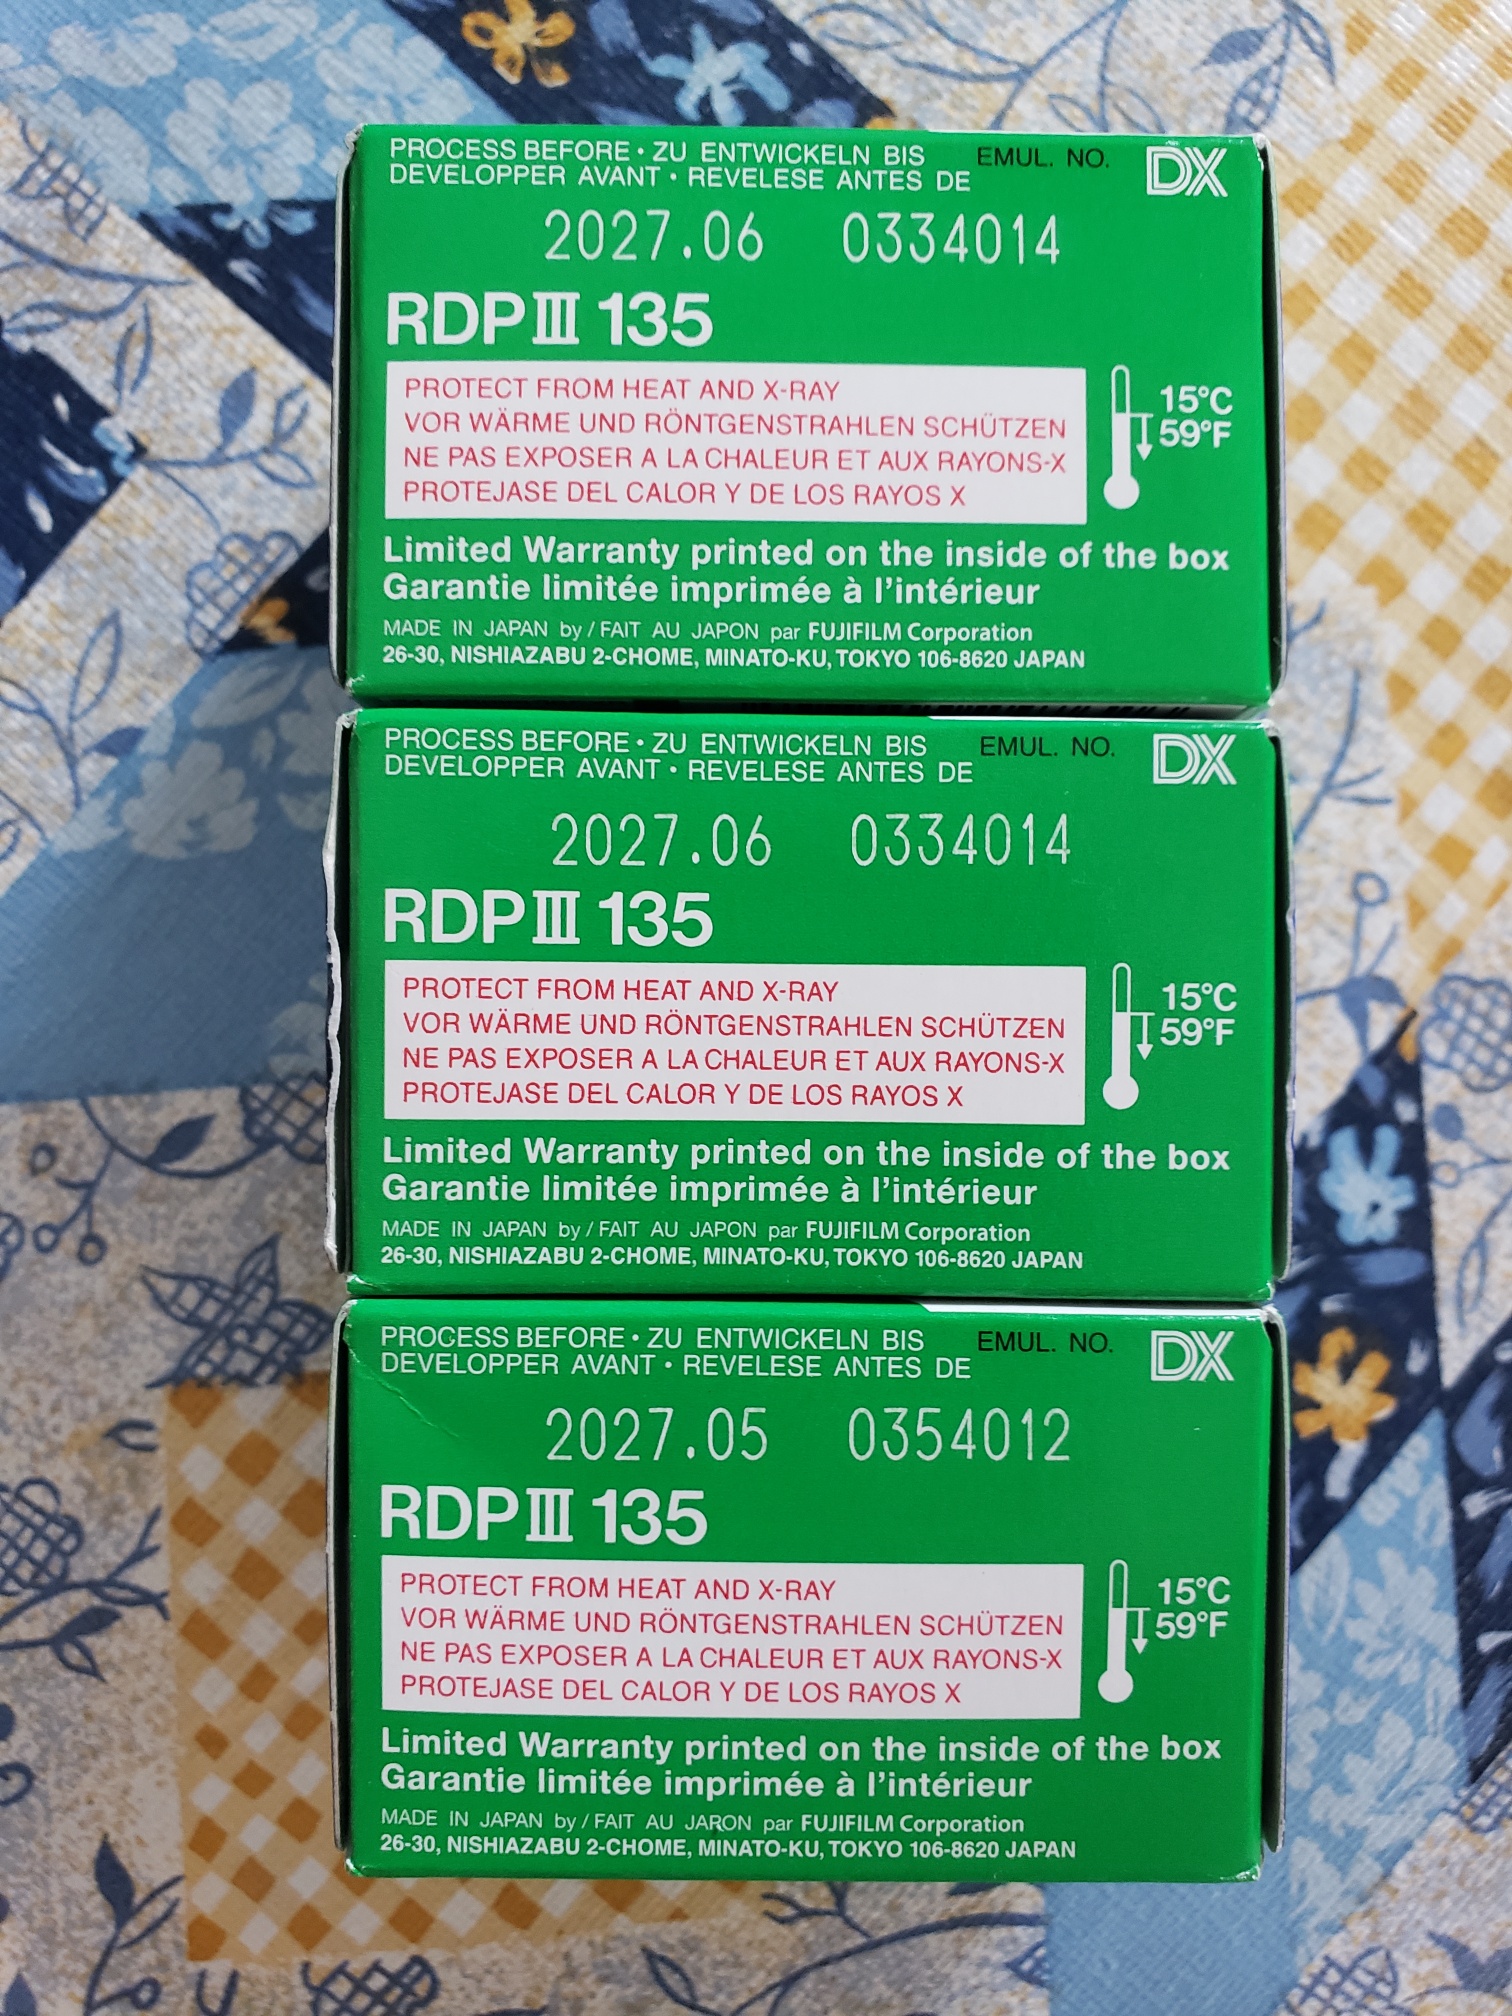 PROCESS BEFORE • ZU ENTWICKELN BIS EMUL. NO. DX
DEVELOPPER AVANT • REVELESE ANTES DE
2027.06 0334014
RDPⅢ 135
PROTECT FROM HEAT AND X-RAY
VOR WÄRME UND RÖNTGENSTRAHLEN SCHÜTZEN
NE PAS EXPOSER A LA CHALEUR ET AUX RAYONS-X
PROTEJASE DEL CALOR Y DE LOS RAYOS X
15°C
59°F
Limited Warranty printed on the inside of the box
Garantie limitée imprimée à l'intérieur
MADE IN JAPAN by / FAIT AU JAPON par FUJIFILM Corporation
26-30, NISHIAZABU 2-CHOME, MINATO-KU, TOKYO 106-8620 JAPAN
PROCESS BEFORE • ZU ENTWICKELN BIS EMUL. NO. DX
DEVELOPPER AVANT • REVELESE ANTES DE
2027.06 0334014
RDPⅢ 135
PROTECT FROM HEAT AND X-RAY
VOR WÄRME UND RÖNTGENSTRAHLEN SCHÜTZEN
NE PAS EXPOSER A LA CHALEUR ET AUX RAYONS-X
PROTEJASE DEL CALOR Y DE LOS RAYOS X
15°C
59°F
Limited Warranty printed on the inside of the box
Garantie limitée imprimée à l'intérieur
MADE IN JAPAN by / FAIT AU JAPON par FUJIFILM Corporation
26-30, NISHIAZABU 2-CHOME, MINATO-KU, TOKYO 106-8620 JAPAN
PROCESS BEFORE • ZU ENTWICKELN BIS EMUL. NO. DX
DEVELOPPER AVANT • REVELESE ANTES DE
2027.05 0354012
RDPⅢ 135
PROTECT FROM HEAT AND X-RAY
VOR WÄRME UND RÖNTGENSTRAHLEN SCHÜTZEN
NE PAS EXPOSER A LA CHALEUR ET AUX RAYONS-X
PROTEJASE DEL CALOR Y DE LOS RAYOS X
15°C
59°F
Limited Warranty printed on the inside of the box
Garantie limitée imprimée à l'intérieur
MADE IN JAPAN by / FAIT AU JAPON par FUJIFILM Corporation
26-30, NISHIAZABU 2-CHOME, MINATO-KU, TOKYO 106-8620 JAPAN